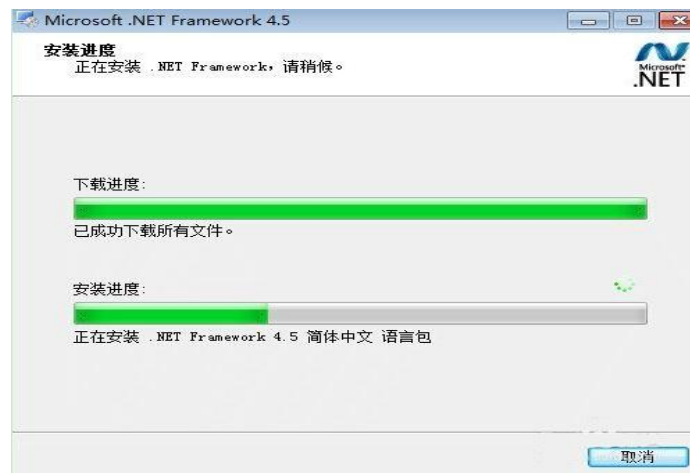 Microsoft .NET Framework 4.5
安装进度
正在安装 .NET Framework，请稍候。
Microsoft
.NET
下载进度:
已成功下载所有文件。
安装进度:
正在安装 .NET Framework 4.5 简体中文 语言包
取消